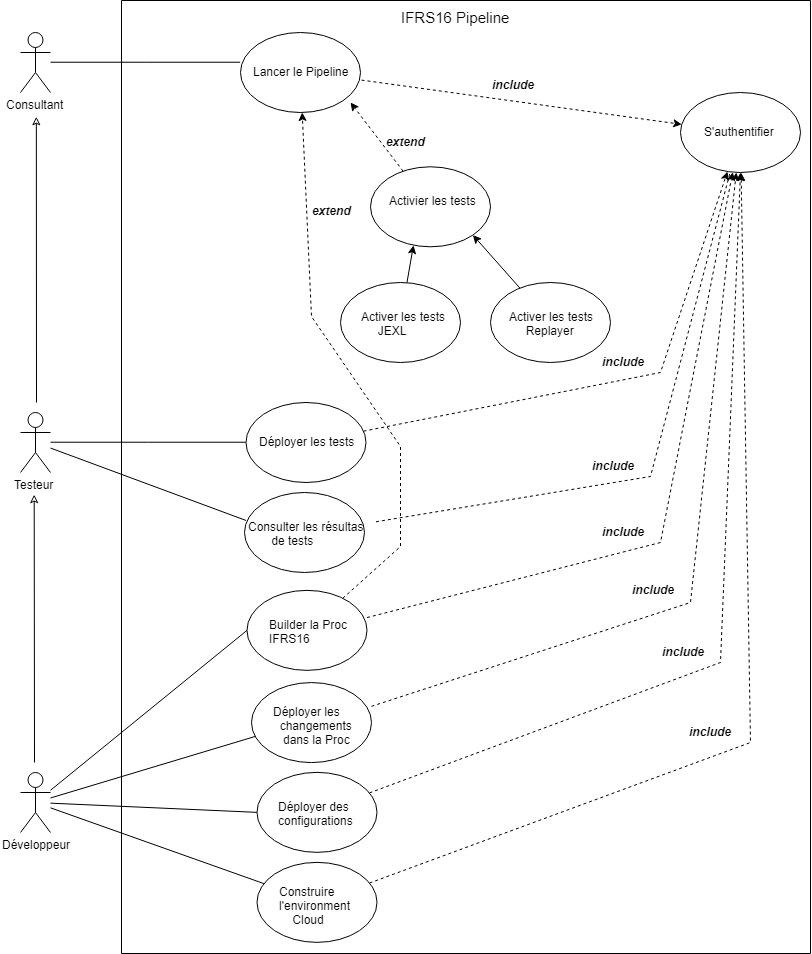 IFRS16 Pipeline
Consultant
Lancer le Pipeline
include
S'authentifier
extend
Activier les tests
extend
Activer les tests
JEXL
Activer les tests
Replayer
include
Testeur
Déployer les tests
include
Consulter les résultas
de tests
include
Builder la Proc
IFRS16
include
Déployer les
changements
dans la Proc
include
Développeur
Déployer des
configurations
include
Construire
l'environment
Cloud